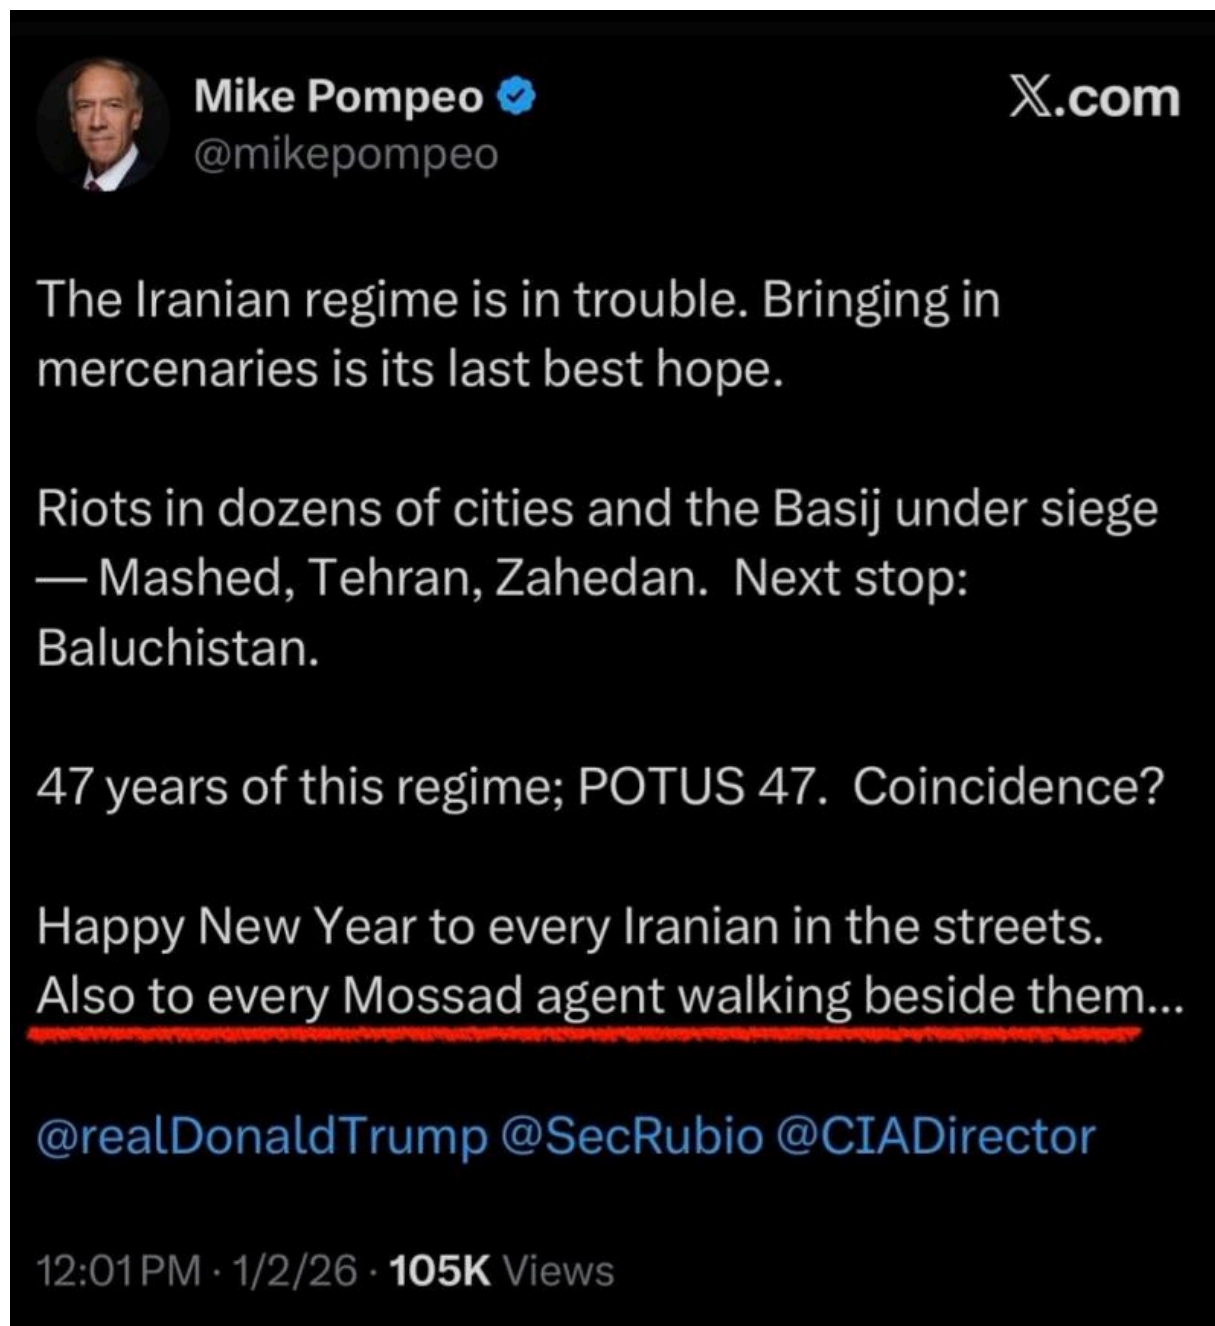 Mike Pompeo
X.com
@mikepompeo
The Iranian regime is in trouble. Bringing in
mercenaries is its last best hope.
Riots in dozens of cities and the Basij under siege
— Mashed, Tehran, Zahedan.  Next stop:
Baluchistan.
47 years of this regime; POTUS 47.  Coincidence?
Happy New Year to every Iranian in the streets.
Also to every Mossad agent walking beside them...
@realDonaldTrump @SecRubio @CIADirector
12:01 PM · 1/2/26 · 105K Views